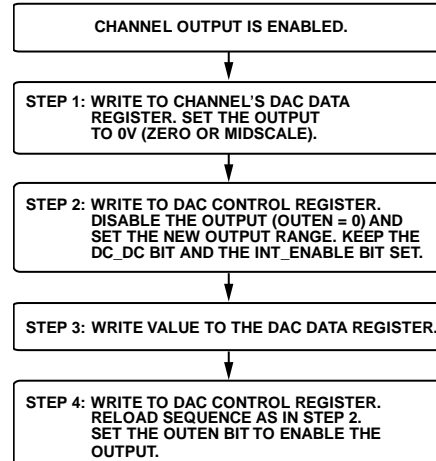 CHANNEL OUTPUT IS ENABLED.
STEP 1: WRITE TO CHANNEL'S DAC DATA
REGISTER. SET THE OUTPUT
TO 0V (ZERO OR MIDSCALE).
STEP 2: WRITE TO DAC CONTROL REGISTER.
DISABLE THE OUTPUT (OUTEN = 0) AND
SET THE NEW OUTPUT RANGE. KEEP THE
DC_DC BIT AND THE INT_ENABLE BIT SET.
STEP 3: WRITE VALUE TO THE DAC DATA REGISTER.
STEP 4: WRITE TO DAC CONTROL REGISTER.
RELOAD SEQUENCE AS IN STEP 2.
SET THE OUTEN BIT TO ENABLE THE
OUTPUT.